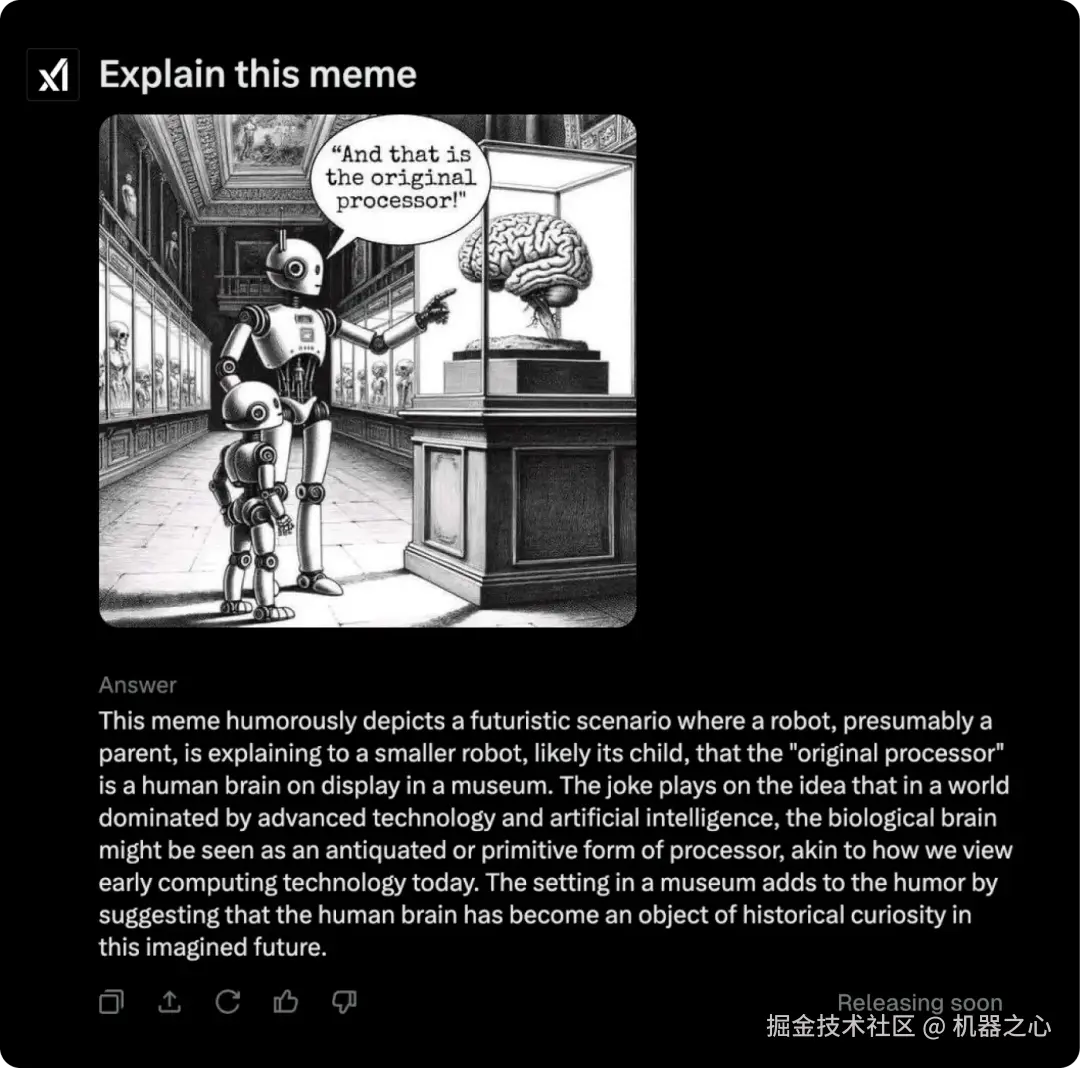 xI
Explain this meme
“And that is
the original
processor!"
Answer
This meme humorously depicts a futuristic scenario where a robot, presumably a
parent, is explaining to a smaller robot, likely its child, that the "original processor"
is a human brain on display in a museum. The joke plays on the idea that in a world
dominated by advanced technology and artificial intelligence, the biological brain
might be seen as an antiquated or primitive form of processor, akin to how we view
early computing technology today. The setting in a museum adds to the humor by
suggesting that the human brain has become an object of historical curiosity in
this imagined future.
Releasing soon
掘金技术社区 @ 机器之心